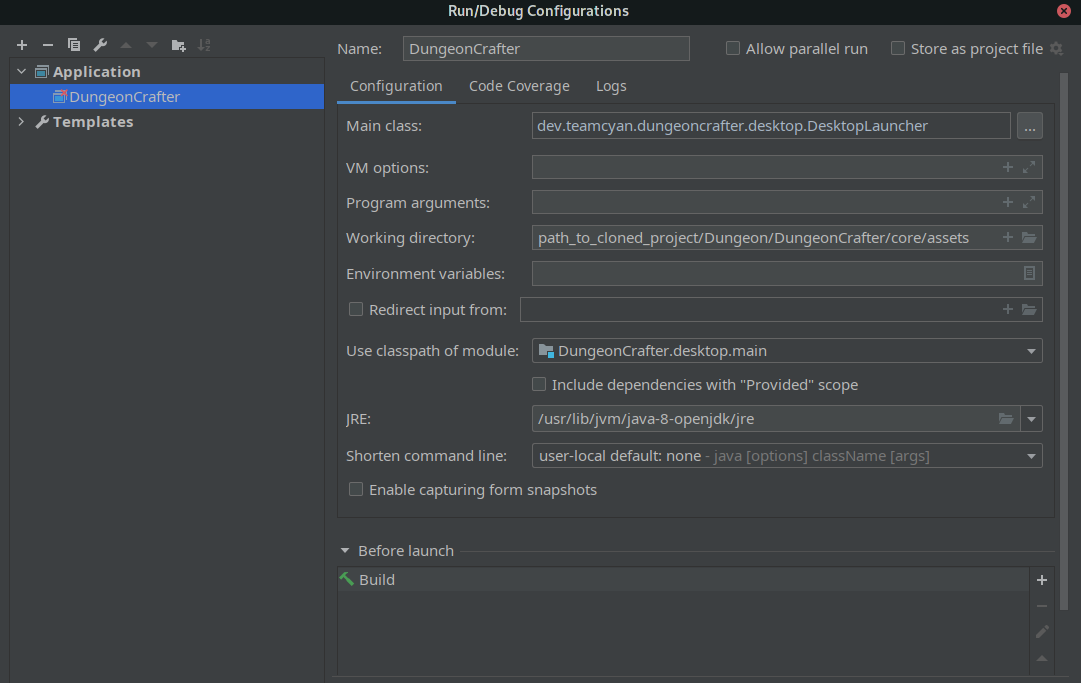 Run/Debug Configurations
Name: DungeonCrafter Allow parallel run Store as project file
Application
DungeonCrafter
Templates
Configuration Code Coverage Logs
Main class: dev.teamcyan.dungeoncrafter.desktop.DesktopLauncher ...
VM options:
Program arguments:
Working directory: path_to_cloned_project/Dungeon/DungeonCrafter/core/assets
Environment variables:
Redirect input from:
Use classpath of module: DungeonCrafter.desktop.main
Include dependencies with "Provided" scope
JRE: /usr/lib/jvm/java-8-openjdk/jre
Shorten command line: user-local default: none - java [options] className [args]
Enable capturing form snapshots
Before launch
Build